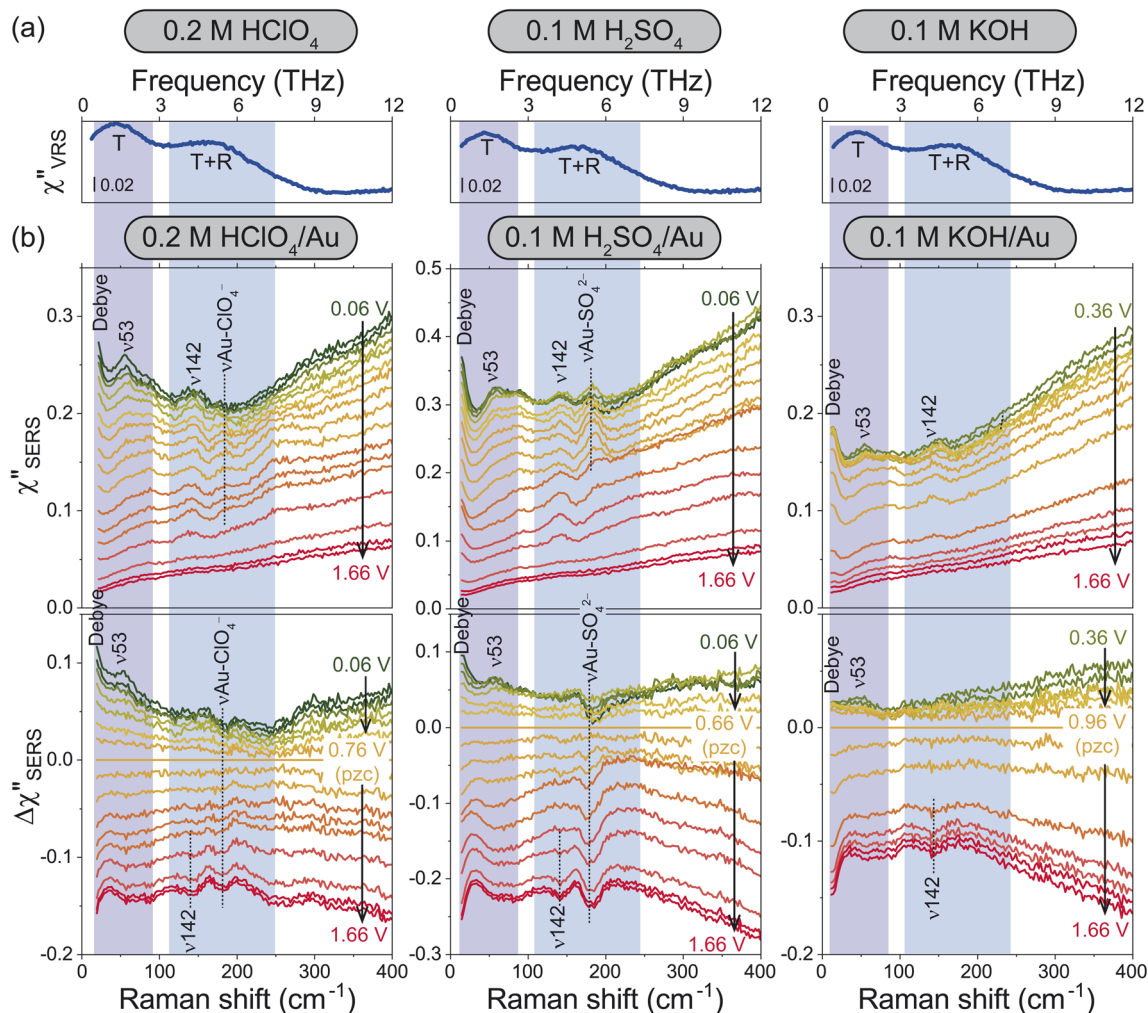 (a)
0.2 M HClO₄
0.1 M H₂SO₄
0.1 M KOH
Frequency (THz)
Frequency (THz)
Frequency (THz)
0 3 6 9 12
0 3 6 9 12
0 3 6 9 12
χ"VRS
T
T+R
0.02
T
T+R
0.02
T
T+R
0.02
(b)
0.2 M HClO₄/Au
0.1 M H₂SO₄/Au
0.1 M KOH/Au
χ"SERS
0.3
0.2
0.1
0.0
Debye
ν53
ν142
νAu-ClO₄⁻
0.06 V
1.66 V
0.5
0.4
0.3
0.2
0.1
0.0
Debye
ν53
ν142
νAu-SO₄²⁻
0.06 V
1.66 V
0.3
0.2
0.1
0.0
Debye
ν53
ν142
0.36 V
1.66 V
Δχ"SERS
0.1
0.0
-0.1
-0.2
Debye
ν53
νAu-ClO₄⁻
0.06 V
0.76 V
(pzc)
ν142
1.66 V
0.1
0.0
-0.1
-0.2
-0.3
Debye
ν53
νAu-SO₄²⁻
0.06 V
0.66 V
(pzc)
ν142
1.66 V
0.1
0.0
-0.1
-0.2
Debye
ν53
0.36 V
0.96 V
(pzc)
ν142
1.66 V
0 100 200 300 400
0 100 200 300 400
0 100 200 300 400
Raman shift (cm⁻¹)
Raman shift (cm⁻¹)
Raman shift (cm⁻¹)